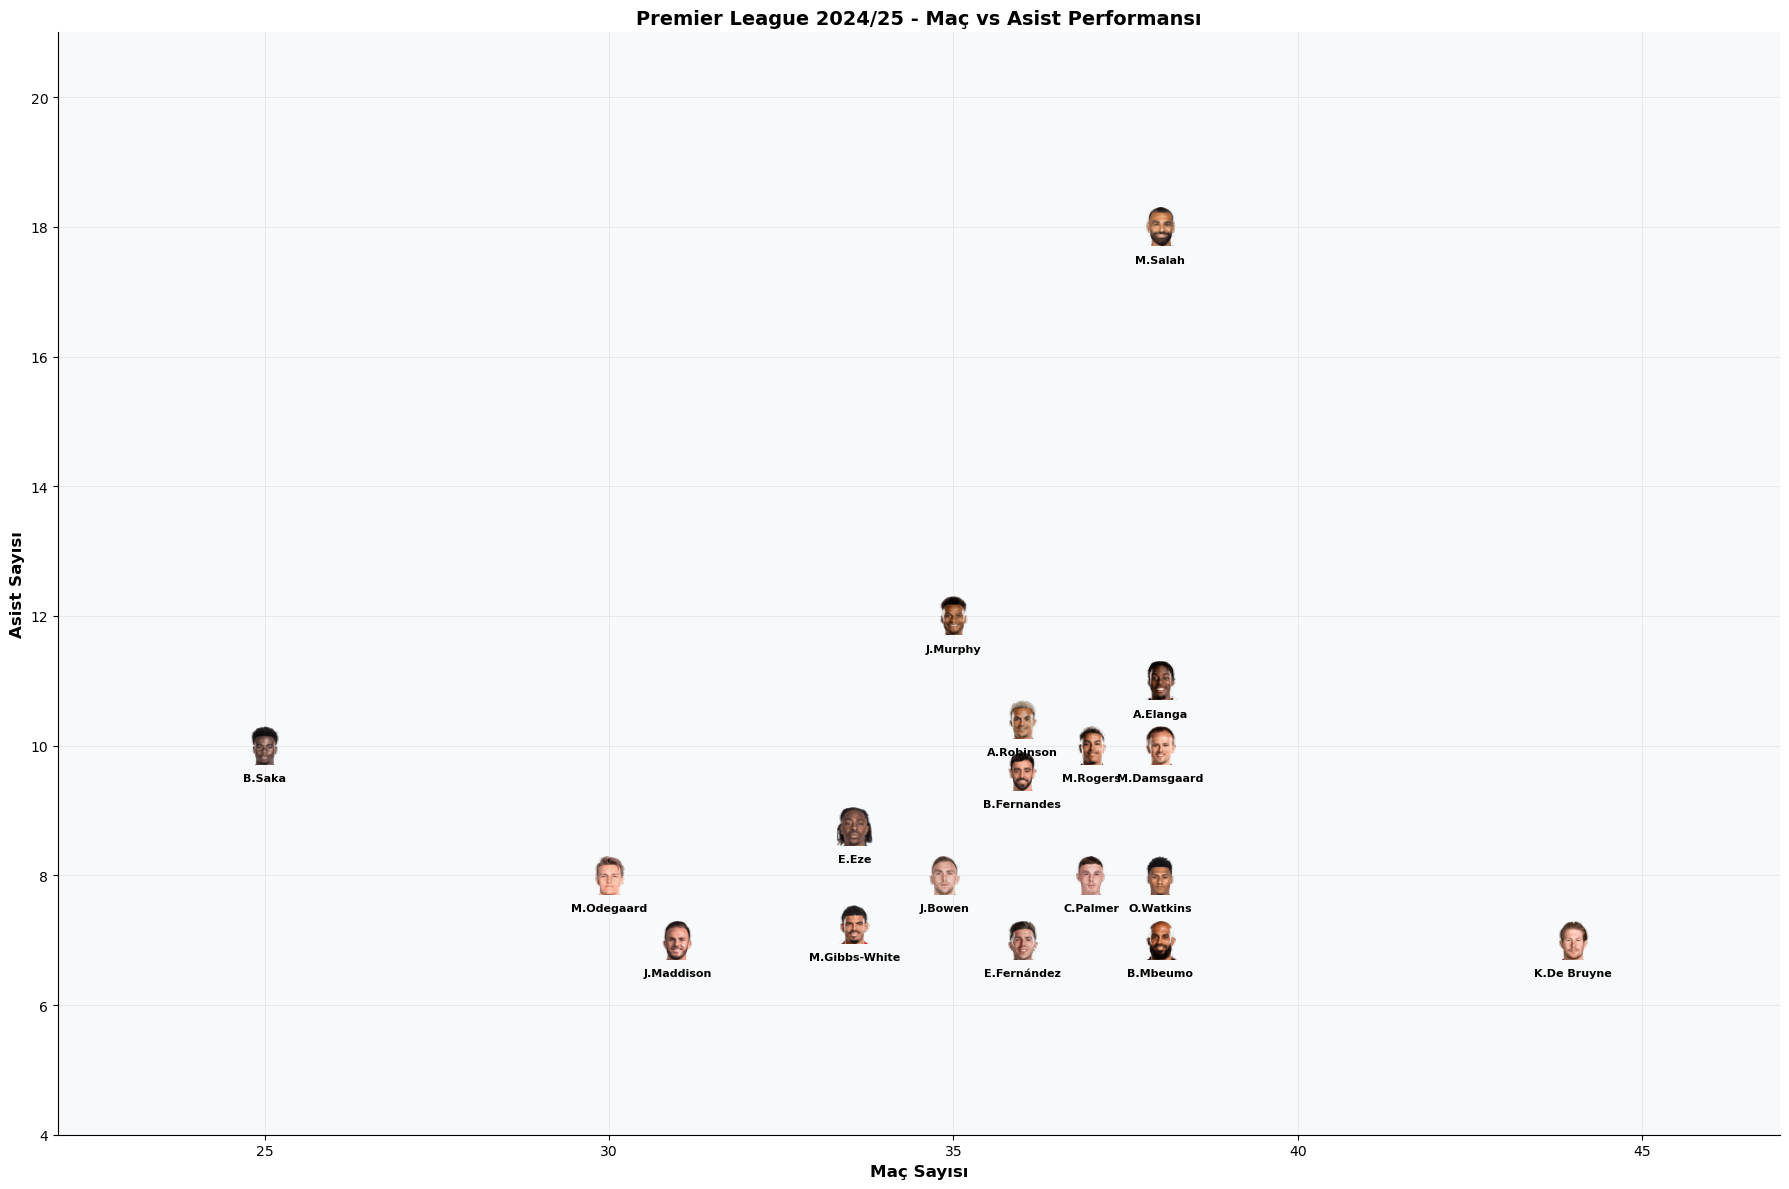 Premier League 2024/25 - Maç vs Asist Performansı
20
18
16
14
12
10
8
6
4
Asist Sayısı
M.Salah
J.Murphy
A.Elanga
A.Robinson
B.Saka
M.Rogers
M.Damsgaard
B.Fernandes
E.Eze
M.Odegaard
J.Bowen
C.Palmer
O.Watkins
M.Gibbs-White
J.Maddison
E.Fernández
B.Mbeumo
K.De Bruyne
25
30
35
40
45
Maç Sayısı